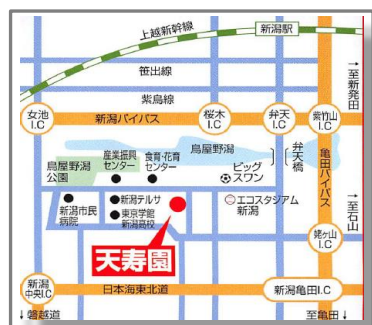 上越新幹線
新潟駅
笹出線
→至新発田
紫鳥線
女池
I.C
新潟バイパス
桜木
I.C
弁天
I.C
紫竹山
I.C
鳥屋野潟
公園
産業振興
センター
食育・花育
センター
鳥屋野潟
ビッグ
スワン
弁天橋
亀田バイパス
新潟市民
病院
新潟テルサ
東京学館
新潟高校
エコスタジアム
新潟
→至石山
姥ヶ山
I.C
天寿園
新潟
中央I.C
日本海東北道
新潟亀田I.C
↓磐越道
至亀田↓